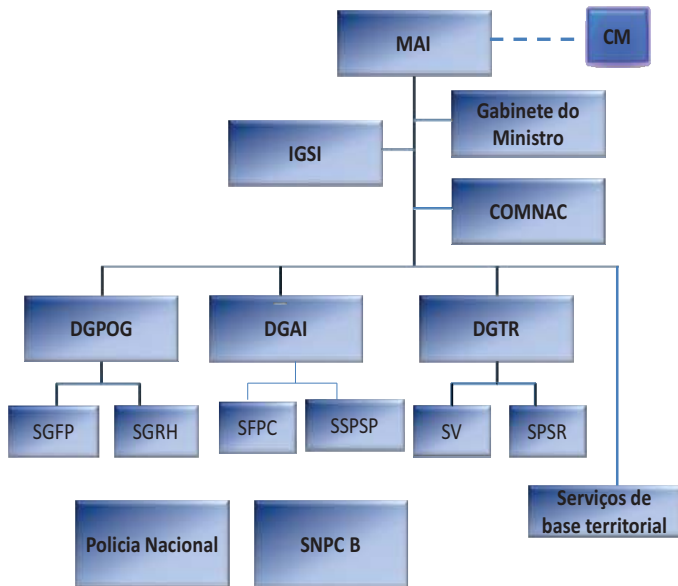 MAI
CM
Gabinete do
Ministro
IGSI
COMNAC
DGPOG
DGAI
DGTR
SGFP
SGRH
SFPC
SSPSP
SV
SPSR
Serviços de
base territorial
Policia Nacional
SNPC B